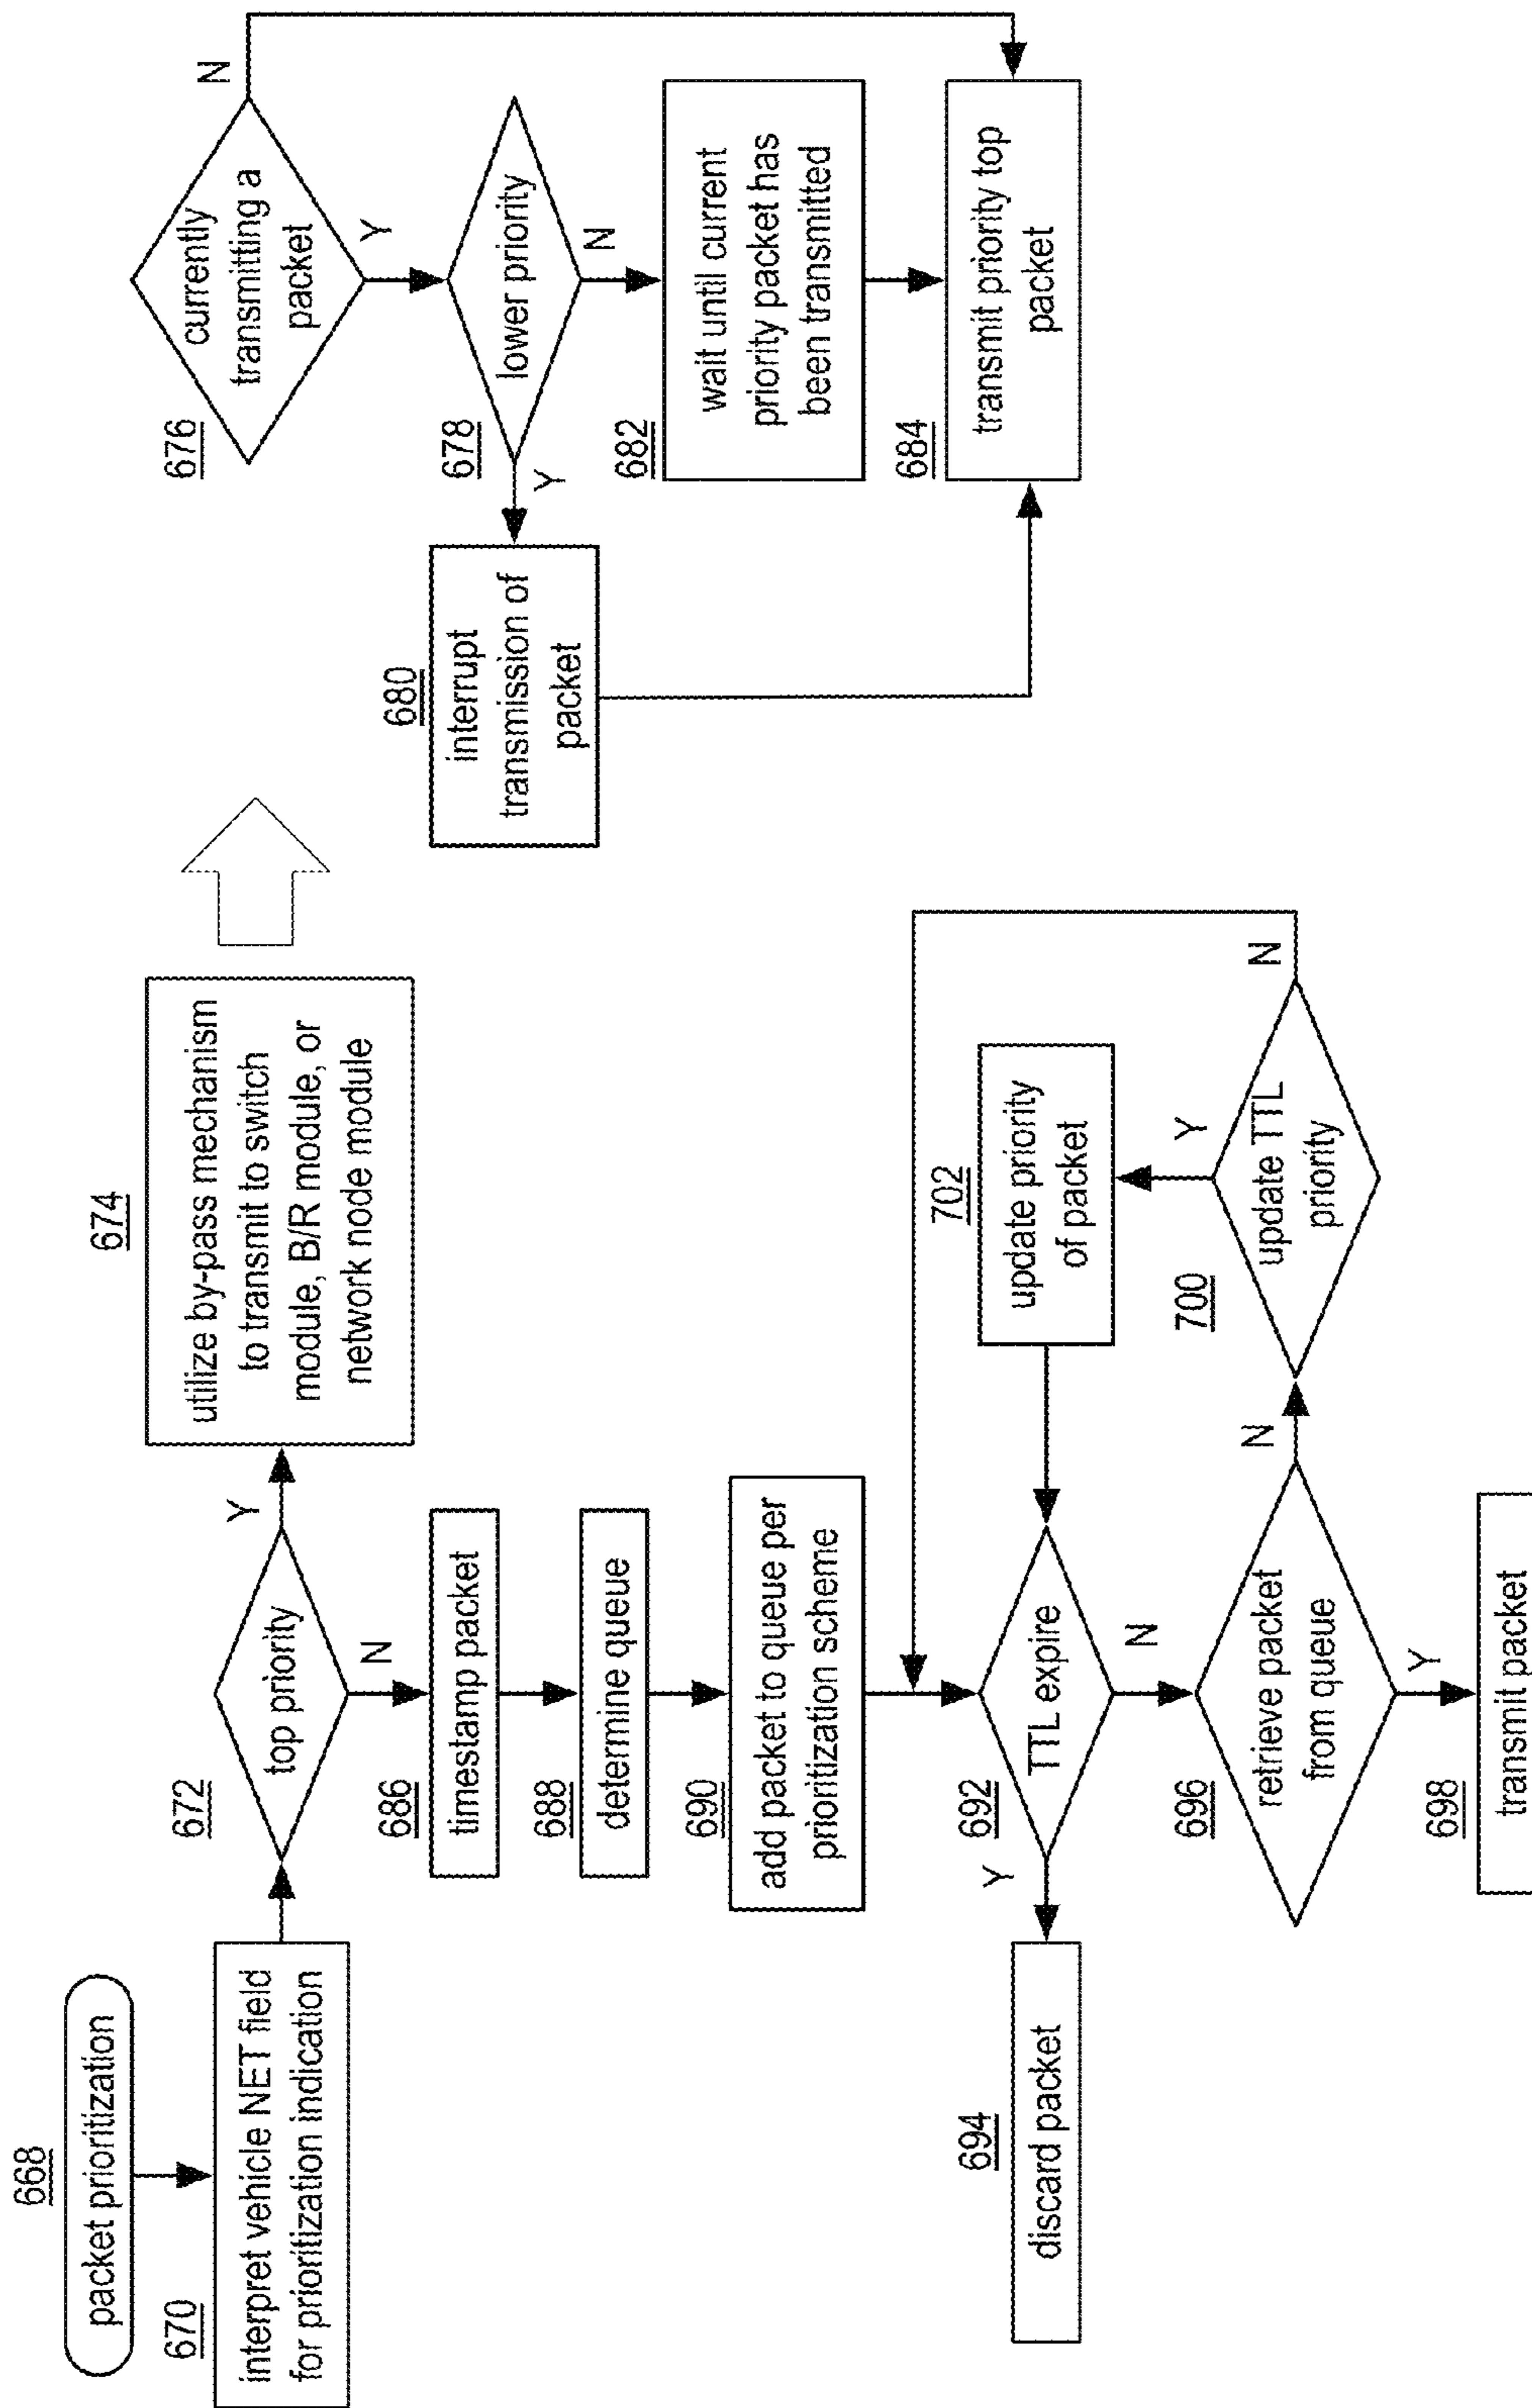 668
packet prioritization
670
interpret vehicle NET field
for prioritization indication
672
top priority
Y
N
674
utilize by-pass mechanism
to transmit to switch
module, B/R module, or
network node module
676
currently
transmitting a
packet
N
Y
678
lower priority
Y
N
680
interrupt
transmission of
packet
682
wait until current
priority packet has
been transmitted
684
transmit priority top
packet
686
timestamp packet
688
determine queue
690
add packet to queue per
prioritization scheme
692
TTL expire
Y
N
694
discard packet
696
retrieve packet
from queue
N
Y
698
transmit packet
700
update TTL
priority
Y
N
702
update priority
of packet